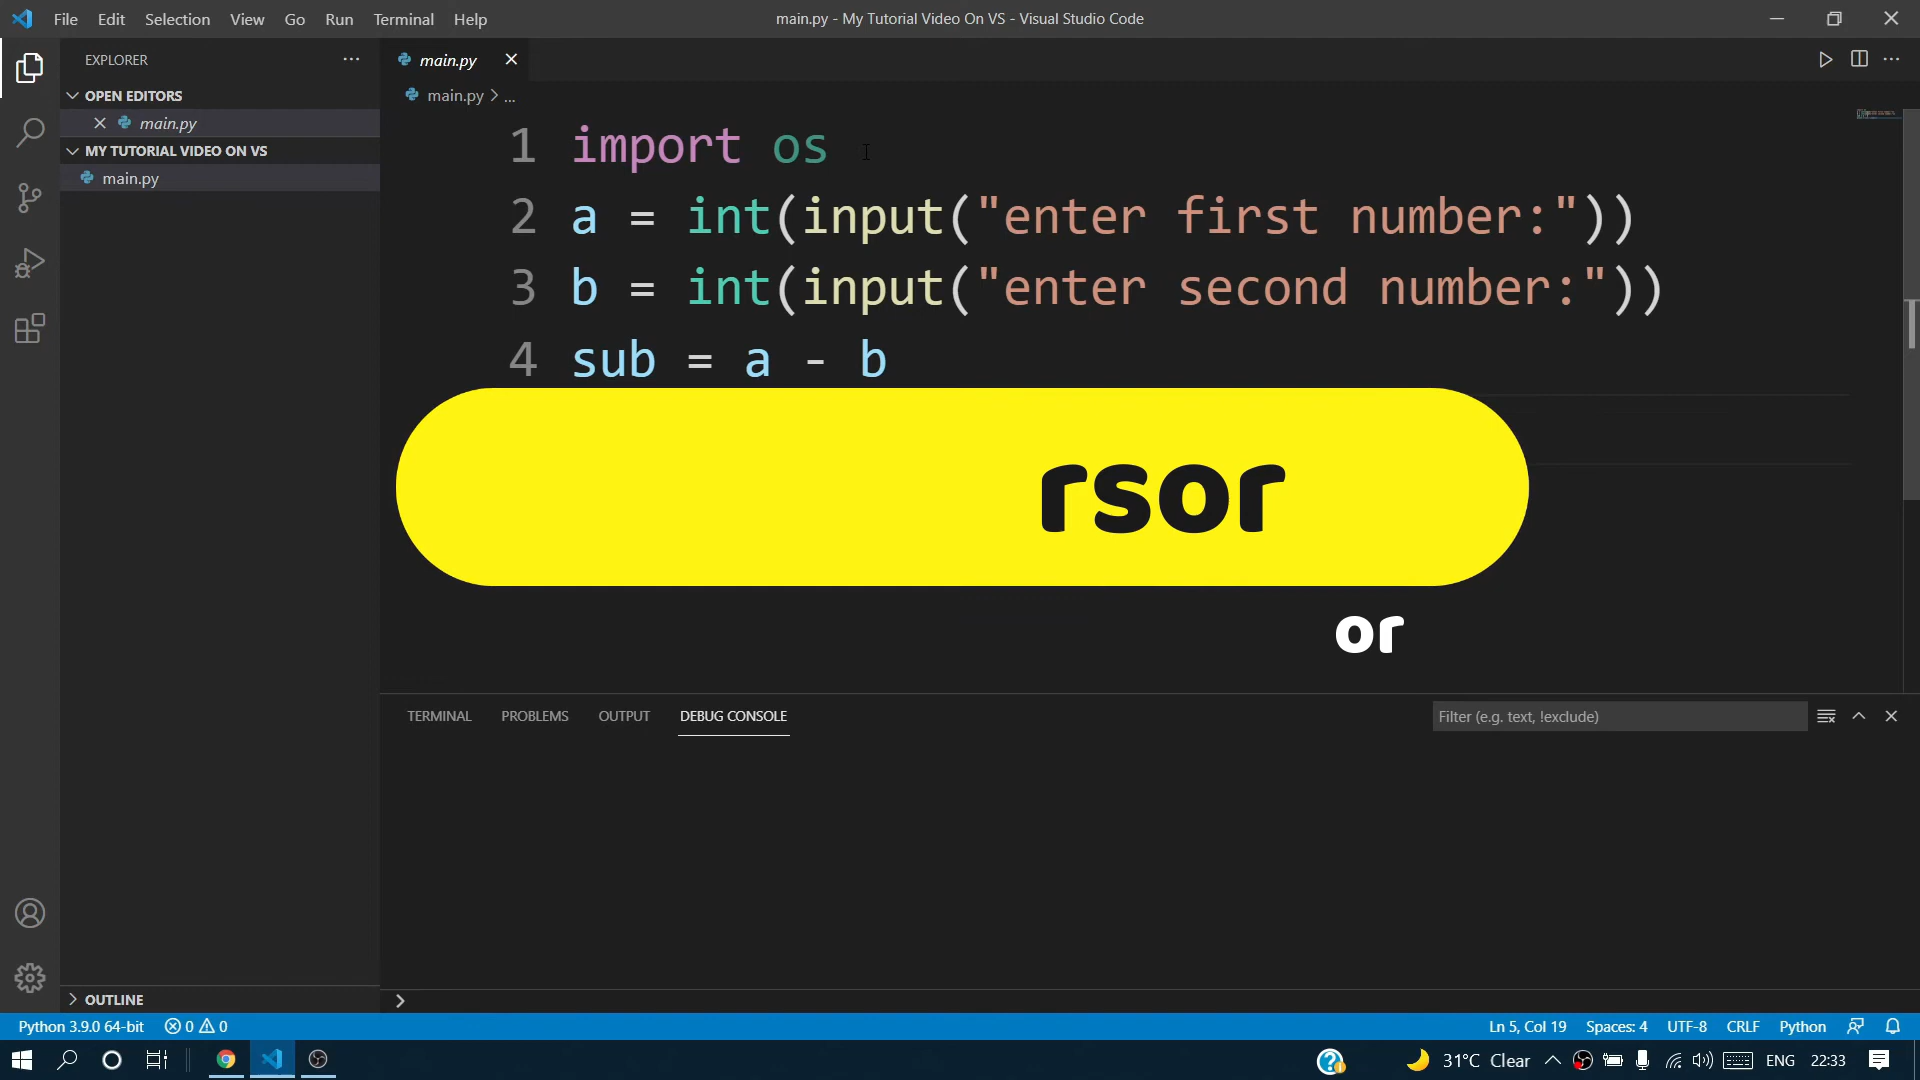 File Edit Selection View Go Run Terminal Help
main.py - My Tutorial Video On VS - Visual Studio Code
EXPLORER
OPEN EDITORS
main.py
MY TUTORIAL VIDEO ON VS
main.py
OUTLINE
main.py
main.py > ...
1 import os
2 a = int(input("enter first number:"))
3 b = int(input("enter second number:"))
4 sub = a - b
rsor
or
TERMINAL PROBLEMS OUTPUT DEBUG CONSOLE
Filter (e.g. text, !exclude)
Python 3.9.0 64-bit 0 0
Ln 5, Col 19 Spaces: 4 UTF-8 CRLF Python
31°C Clear ENG 22:33